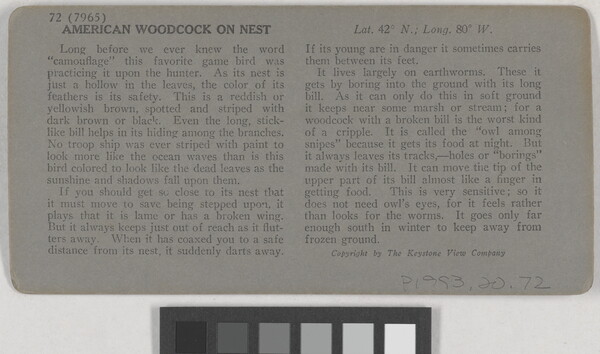 72 (7965)
AMERICAN WOODCOCK ON NEST
Long before we ever knew the word
"camouflage" this favorite game bird was
practicing it upon the hunter. As its nest is
just a hollow in the leaves, the color of its
feathers is its safety. This is a reddish or
yellowish brown, spotted and striped with
dark brown or black. Even the long, stick-
like bill helps in its hiding among the branches.
No troop ship was ever striped with paint to
look more like the ocean waves than is this
bird colored to look like the dead leaves as the
sunshine and shadows fall upon them.
If you should get so close to its nest that
it must move to save being stepped upon, it
plays that it is lame or has a broken wing.
But it always keeps just out of reach as it flut-
ters away. When it has coaxed you to a safe
distance from its nest, it suddenly darts away.
Lat. 42° N.; Long. 80° W.
If its young are in danger it sometimes carries
them between its feet.
It lives largely on earthworms. These it
gets by boring into the ground with its long
bill. As it can only do this in soft ground
it keeps near some marsh or stream; for a
woodcock with a broken bill is the worst kind
of a cripple. It is called the "owl among
snipes" because it gets its food at night. But
it always leaves its tracks,—holes or "borings"
made with its bill. It can move the tip of the
upper part of its bill almost like a finger in
getting food. This is very sensitive; so it
does not need owl's eyes, for it feels rather
than looks for the worms. It goes only far
enough south in winter to keep away from
frozen ground.
Copyright by The Keystone View Company
P1993.20.72